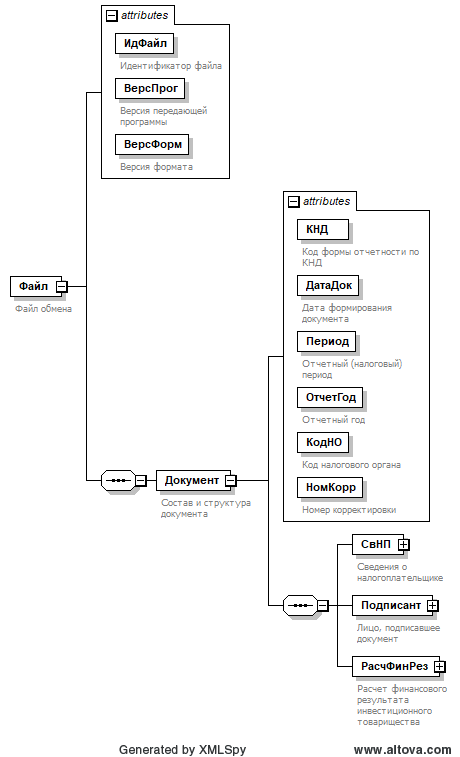 attributes
ИдФайл
Идентификатор файла
ВерсПрог
Версия передающей
программы
ВерсФорм
Версия формата
Файл
Файл обмена
Документ
Состав и структура
документа
attributes
КНД
Код формы отчетности по
КНД
ДатаДок
Дата формирования
документа
Период
Отчетный (налоговый)
период
ОтчетГод
Отчетный год
КодНО
Код налогового органа
НомКорр
Номер корректировки
СвНП
Сведения о
налогоплательщике
Подписант
Лицо, подписавшее
документ
РасчФинРез
Расчет финансового
результата
инвестиционного
товарищества
Generated by XMLSpy
www.altova.com